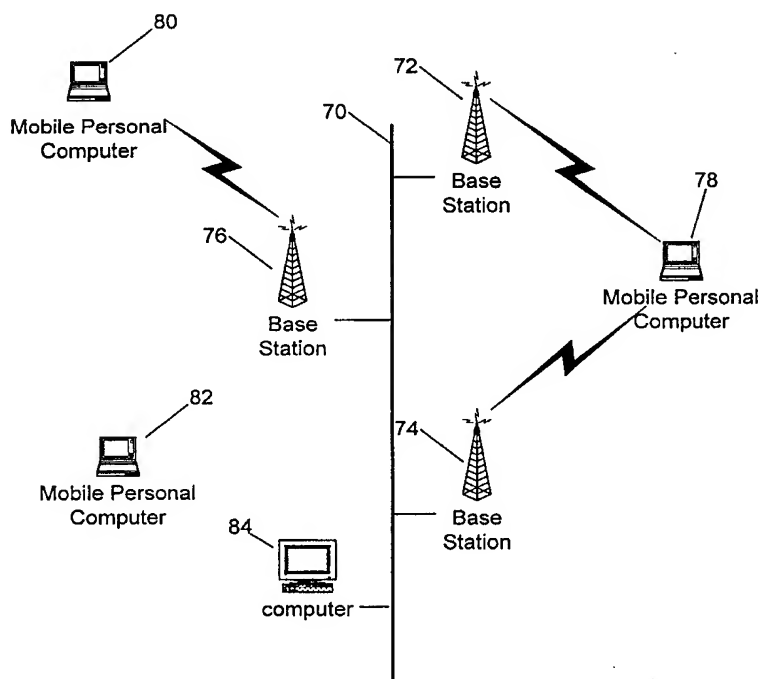 80
Mobile Personal
Computer
72
70
Base
Station
78
Mobile Personal
Computer
76
Base
Station
82
Mobile Personal
Computer
74
Base
Station
84
computer